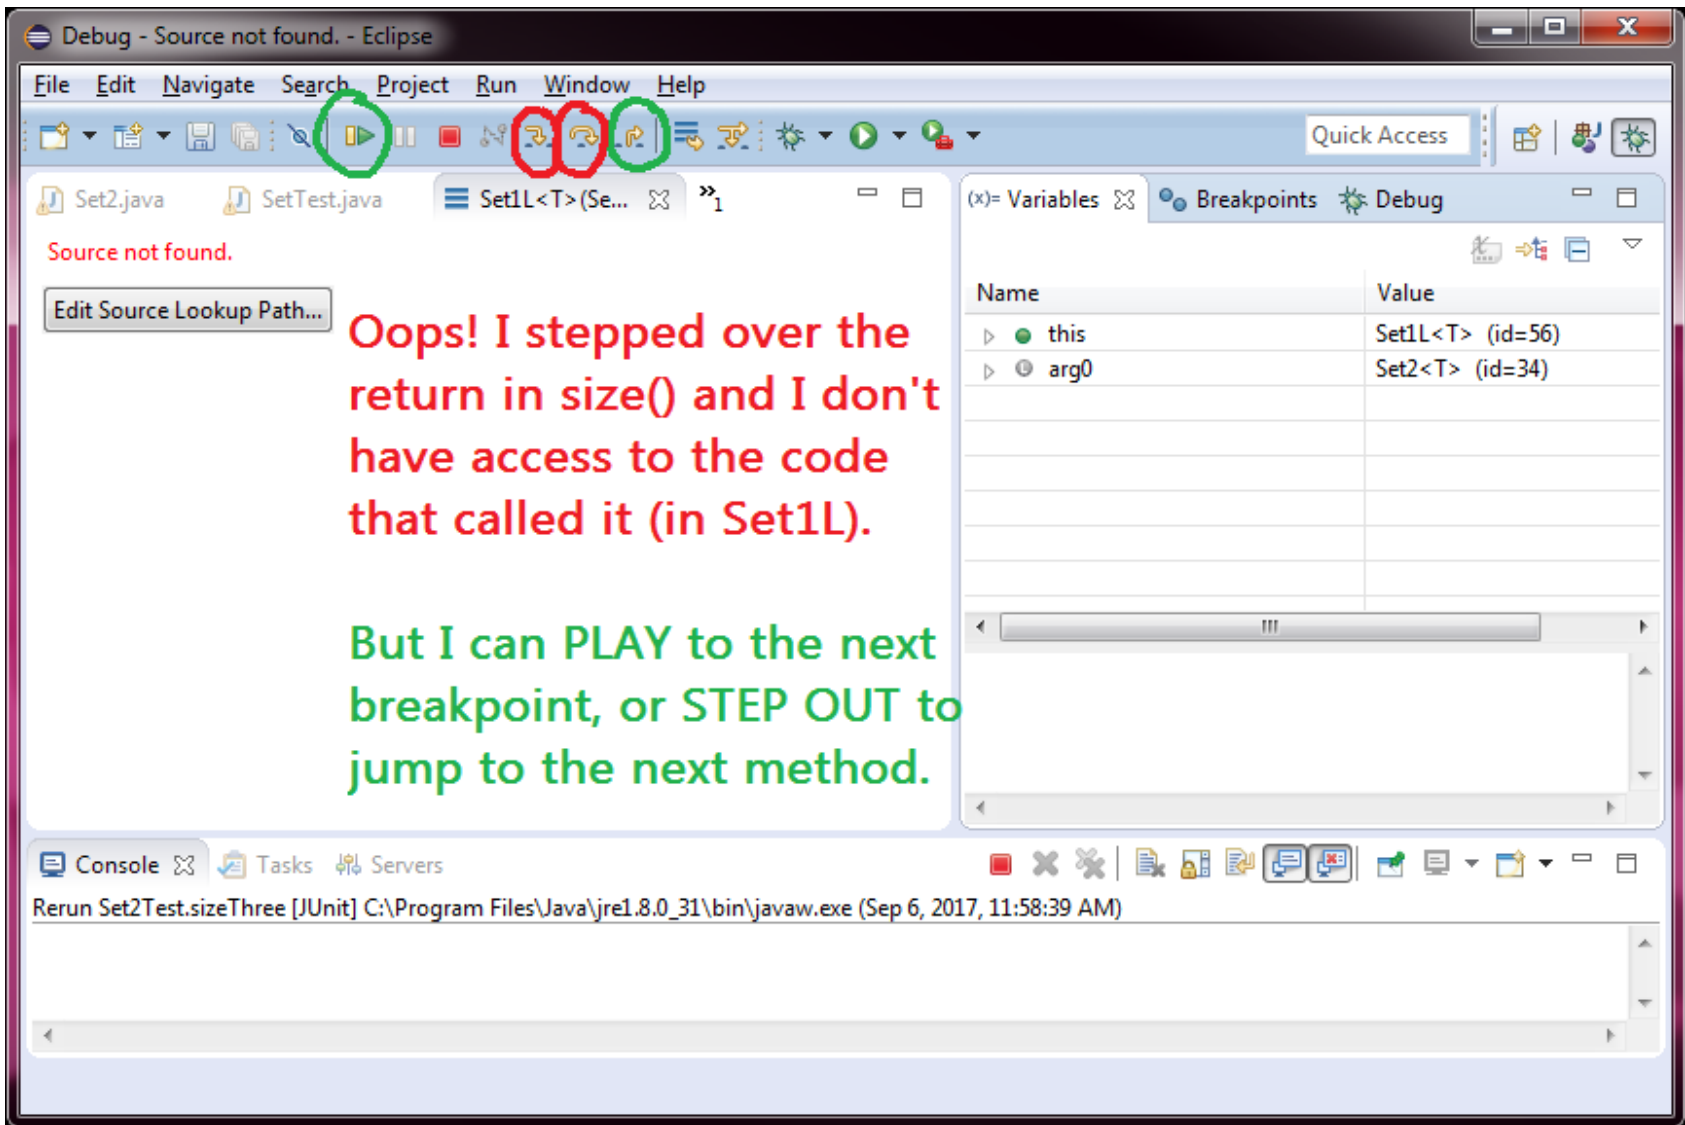 Debug - Source not found. - Eclipse
File Edit Navigate Search Project Run Window Help
Quick Access
Set2.java SetTest.java Set1L<T>(Se... »1
(x)= Variables Breakpoints Debug
Source not found.
Edit Source Lookup Path...
Name Value
this Set1L<T> (id=56)
arg0 Set2<T> (id=34)
Oops! I stepped over the
return in size() and I don't
have access to the code
that called it (in Set1L).
But I can PLAY to the next
breakpoint, or STEP OUT to
jump to the next method.
Console Tasks Servers
Rerun Set2Test.sizeThree [JUnit] C:\Program Files\Java\jre1.8.0_31\bin\javaw.exe (Sep 6, 2017, 11:58:39 AM)